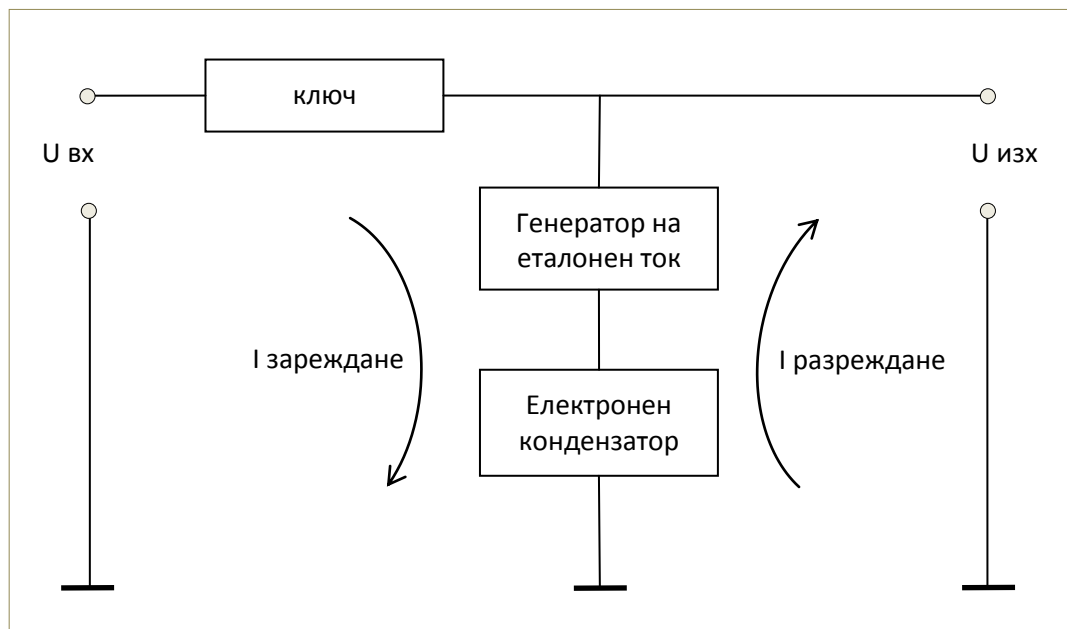 ключ
U вх
U изх
Генератор на
еталонен ток
I зареждане
I разреждане
Електронен
кондензатор